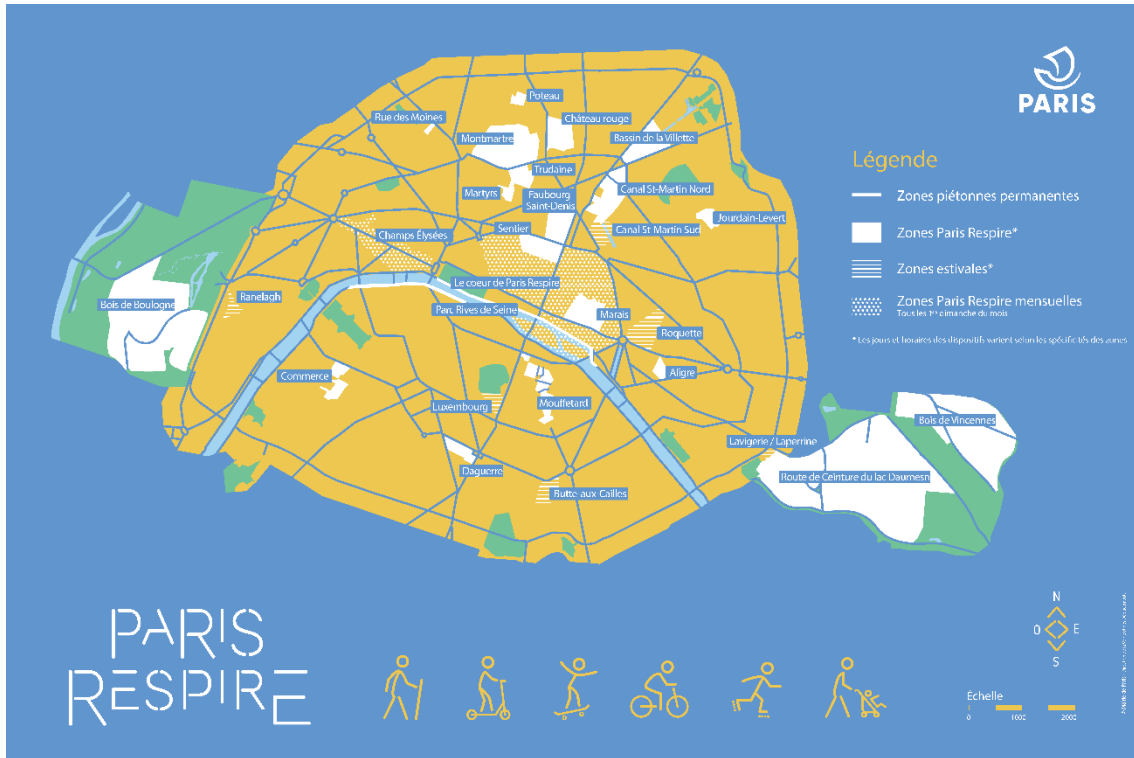 PARIS
Légende
Zones piétonnes permanentes
Zones Paris Respire*
Zones estivales*
Zones Paris Respire mensuelles
Tous les 1ers dimanche du mois
* Les jours et horaires des dispositifs varient selon les spécificités des zones
Poteau
Rue des Moines
Château rouge
Montmartre
Bassin de la Villette
Trudaine
Martyrs
Faubourg
Saint-Denis
Canal St-Martin Nord
Jourdain-Levert
Champs Élysées
Sentier
Canal St Martin Sud
Le coeur de Paris Respire
Bois de Boulogne
Ranelagh
Parc Rives de Seine
Marais
Roquette
Commerce
Aligre
Luxembourg
Mouffetard
Bois de Vincennes
Lavigerie / Laperrine
Daguerre
Route de Ceinture du lac Daumesn
Butte-aux-Cailles
PARIS
RESPIRE
N
O
E
S
Echelle
0
1000
2000